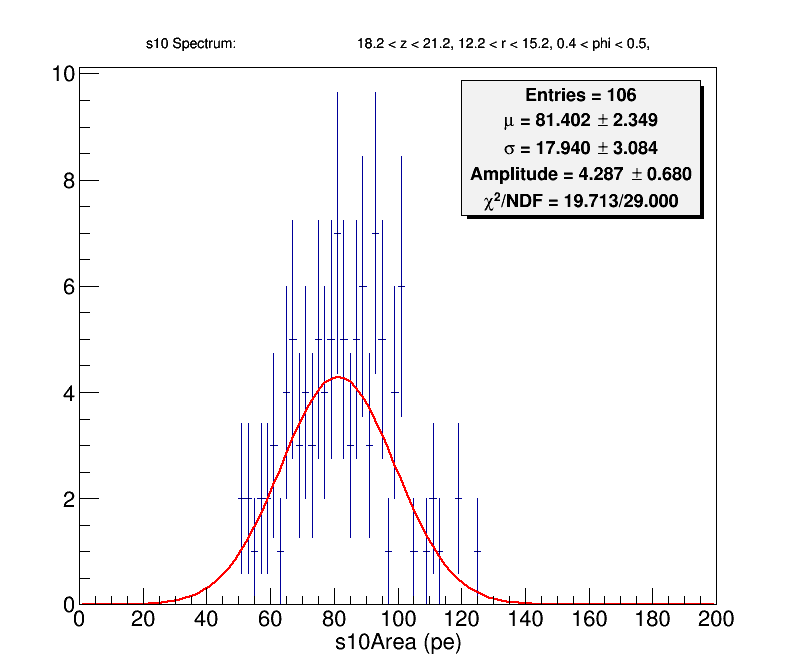 s10 Spectrum: 18.2 < z < 21.2, 12.2 < r < 15.2, 0.4 < phi < 0.5,
Entries = 106
μ = 81.402 ± 2.349
σ = 17.940 ± 3.084
Amplitude = 4.287 ± 0.680
χ²/NDF = 19.713/29.000
10
8
6
4
2
0
0 20 40 60 80 100 120 140 160 180 200
s10Area (pe)